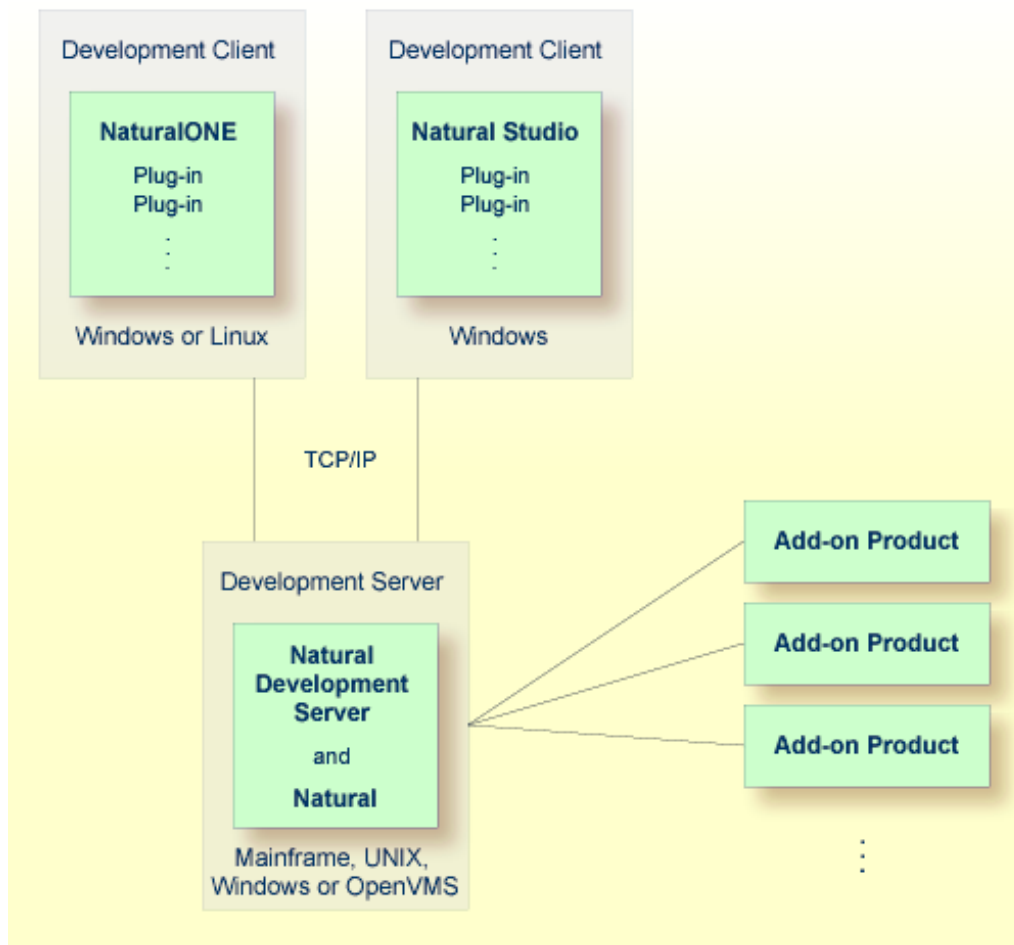 Development Client
NaturalONE
Plug-in
Plug-in
Windows or Linux
Development Client
Natural Studio
Plug-in
Plug-in
Windows
TCP/IP
Development Server
Natural
Development
Server
and
Natural
Mainframe, UNIX,
Windows or OpenVMS
Add-on Product
Add-on Product
Add-on Product